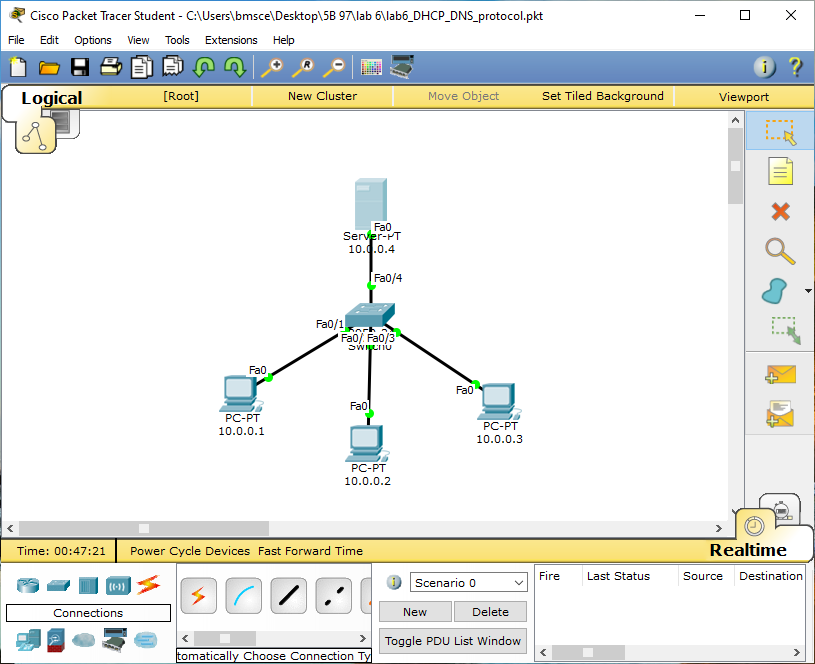 Cisco Packet Tracer Student - C:\Users\bmsce\Desktop\5B 97\lab 6\lab6_DHCP_DNS_protocol.pkt
File Edit Options View Tools Extensions Help
Logical [Root] New Cluster Move Object Set Tiled Background Viewport
Fa0
Server-PT
10.0.0.4
Fa0/4
Fa0/1
Fa0/ Fa0/3
Switch0
Fa0
PC-PT
10.0.0.1
Fa0
PC-PT
10.0.0.2
Fa0
PC-PT
10.0.0.3
Time: 00:47:21 Power Cycle Devices Fast Forward Time
Realtime
Connections
tomatically Choose Connection Ty
Scenario 0
New Delete
Toggle PDU List Window
Fire Last Status Source Destination